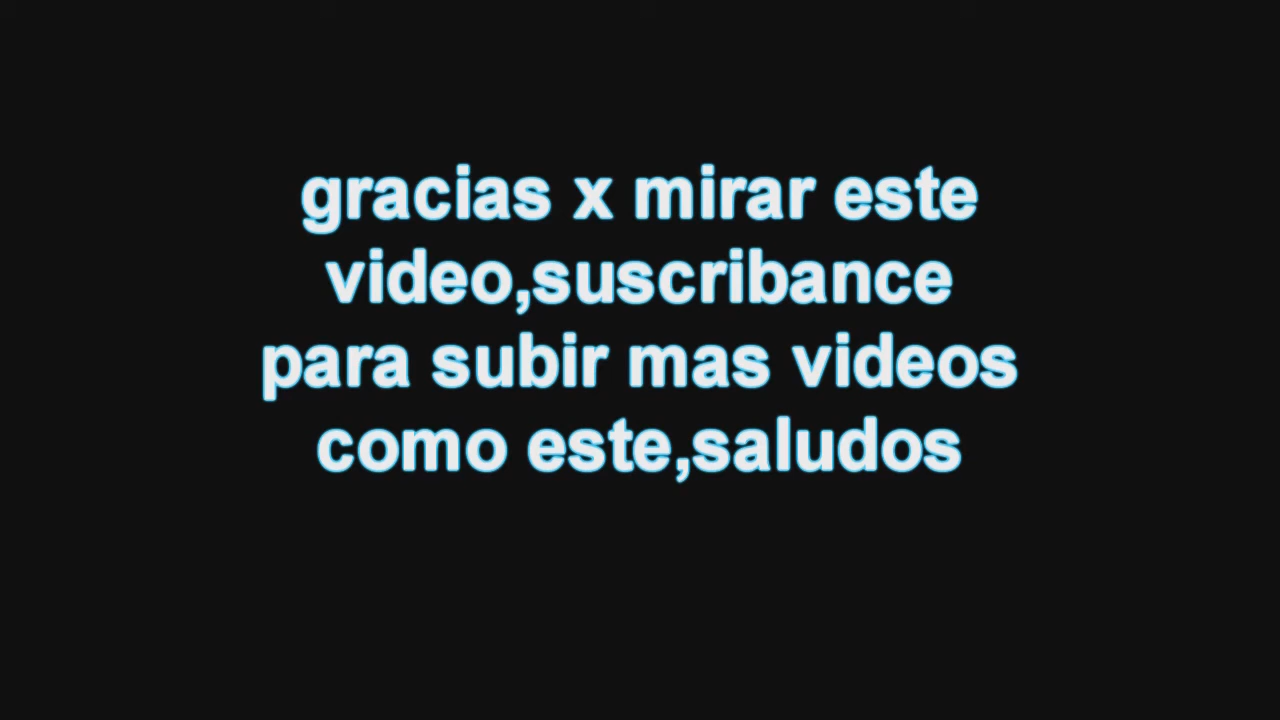 gracias x mirar este
video,suscribance
para subir mas videos
como este,saludos